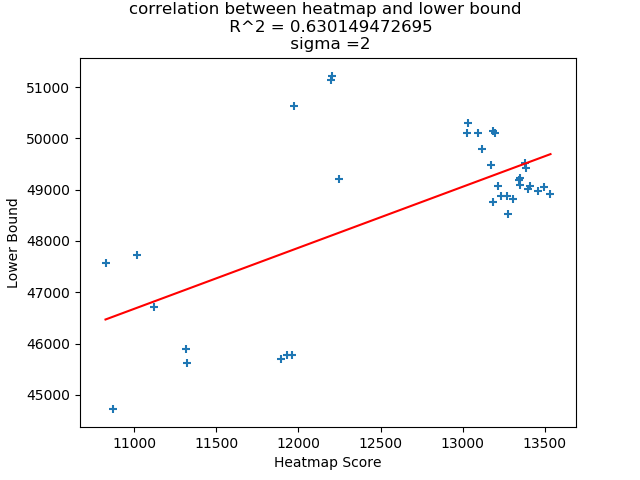 correlation between heatmap and lower bound
R^2 = 0.630149472695
sigma =2
51000
50000
49000
48000
47000
46000
45000
Lower Bound
11000 11500 12000 12500 13000 13500
Heatmap Score